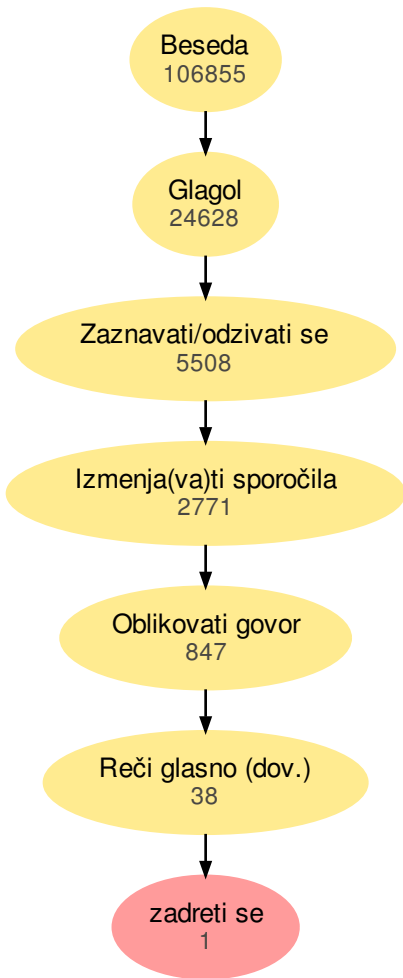 Beseda
106855
Glagol
24628
Zaznavati/odzivati se
5508
Izmenja(va)ti sporočila
2771
Oblikovati govor
847
Reči glasno (dov.)
38
zadreti se
1